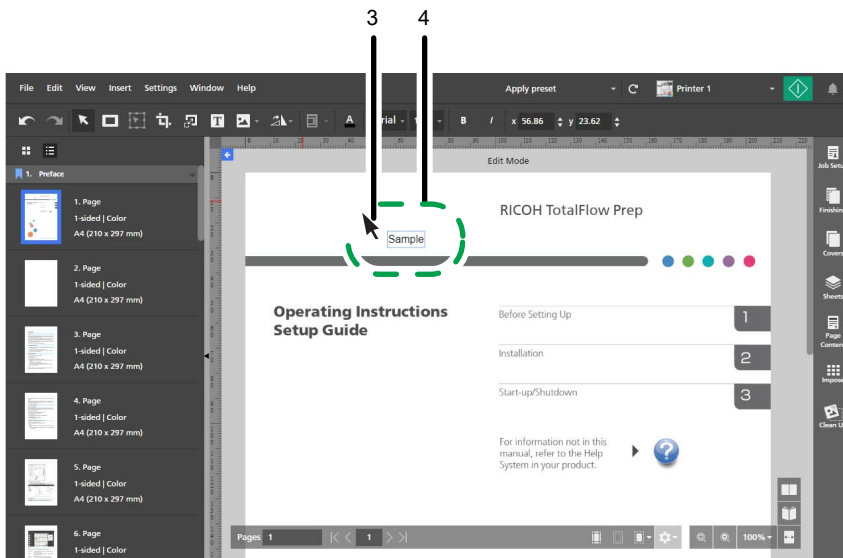 3 4
File Edit View Insert Settings Window Help Apply preset Printer 1
T A B I x 56.86 y 23.62
Edit Mode
Job Setu
1. Preface
1. Page
1-sided | Color
A4 (210 x 297 mm)
2. Page
1-sided | Color
A4 (210 x 297 mm)
3. Page
1-sided | Color
A4 (210 x 297 mm)
4. Page
1-sided | Color
A4 (210 x 297 mm)
5. Page
1-sided | Color
A4 (210 x 297 mm)
6. Page
1-sided | Color
RICOH TotalFlow Prep
Sample
Operating Instructions
Setup Guide
Before Setting Up 1
Installation 2
Start-up/Shutdown 3
For information not in this
manual, refer to the Help
System in your product.
?
Finishin
Covers
Sheets
Page
Conten
Impose
Clean U
Pages 1 1 100%